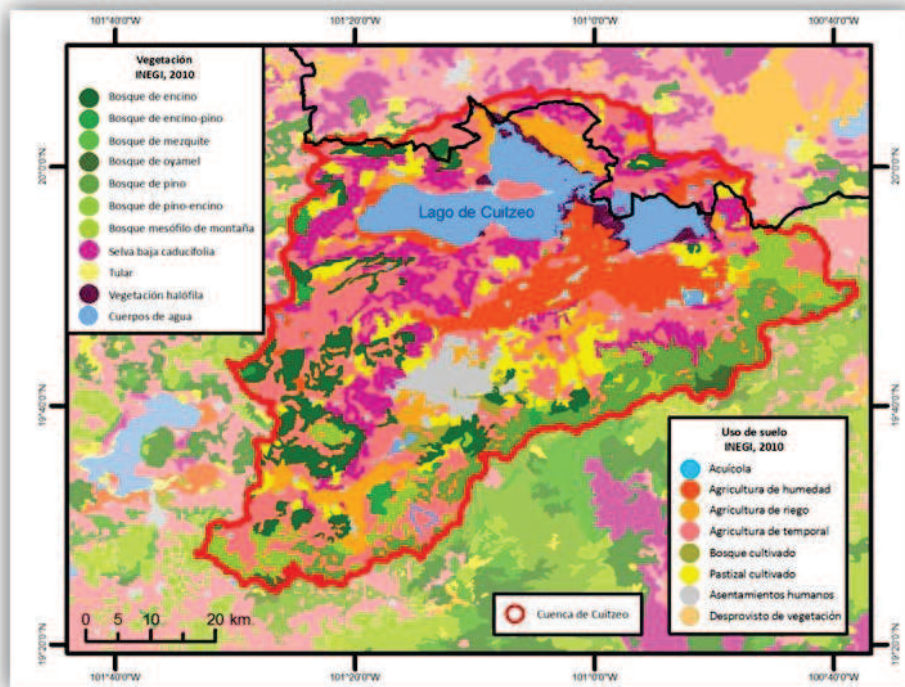 101°40'0"W 101°20'0"W 101°0'0"W 100°40'0"W
Vegetación
INEGI, 2010
Bosque de encino
Bosque de encino-pino
Bosque de mezquite
Bosque de oyamel
Bosque de pino
Bosque de pino-encino
Bosque mesófilo de montaña
Selva baja caducifolia
Tular
Vegetación halófila
Cuerpos de agua
Lago de Cuitzeo
20°0'0"N 20°0'0"N
19°40'0"N 19°40'0"N
Uso de suelo
INEGI, 2010
Acuícola
Agricultura de humedad
Agricultura de riego
Agricultura de temporal
Bosque cultivado
Pastizal cultivado
Asentamientos humanos
Desprovisto de vegetación
Cuenca de Cuitzeo
0 5 10 20 km
19°20'0"N 19°20'0"N
101°40'0"W 101°20'0"W 101°0'0"W 100°40'0"W